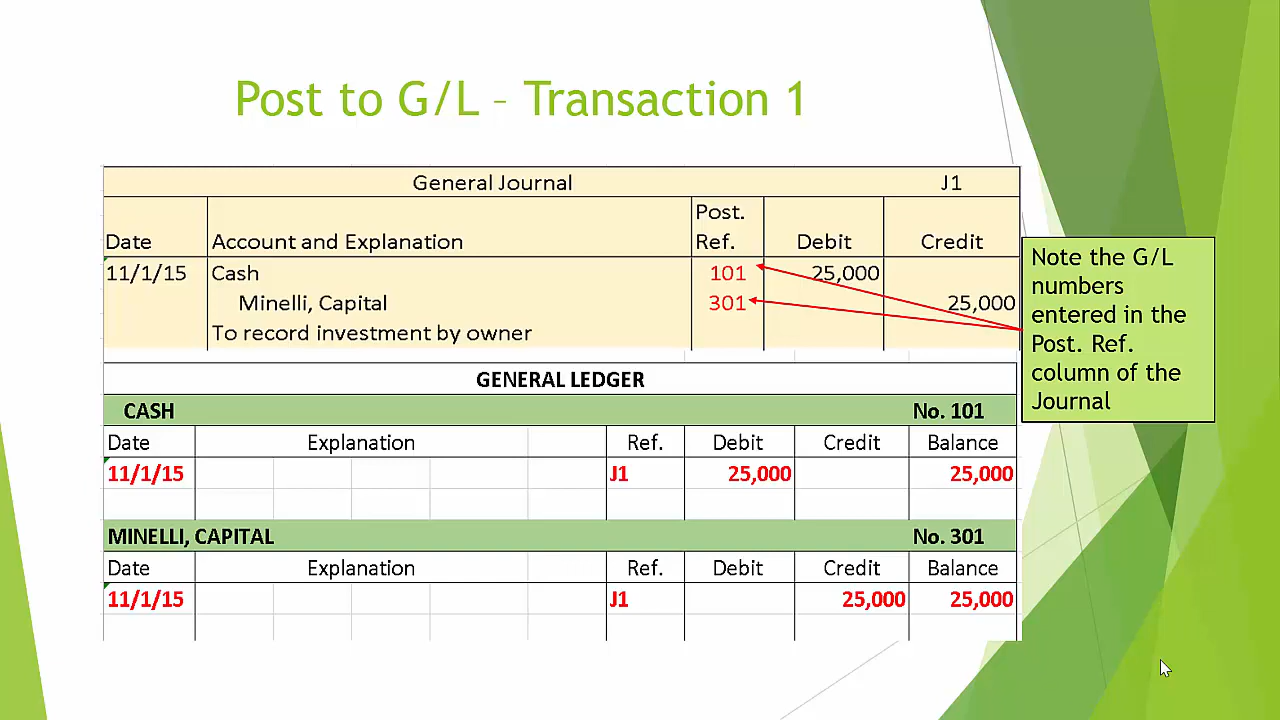 Post to G/L – Transaction 1
General Journal J1
Post.
Date Account and Explanation Ref. Debit Credit
11/1/15 Cash 101 25,000
Minelli, Capital 301 25,000
To record investment by owner
Note the G/L
numbers
entered in the
Post. Ref.
column of the
Journal
GENERAL LEDGER
CASH No. 101
Date Explanation Ref. Debit Credit Balance
11/1/15 J1 25,000 25,000
MINELLI, CAPITAL No. 301
Date Explanation Ref. Debit Credit Balance
11/1/15 J1 25,000 25,000